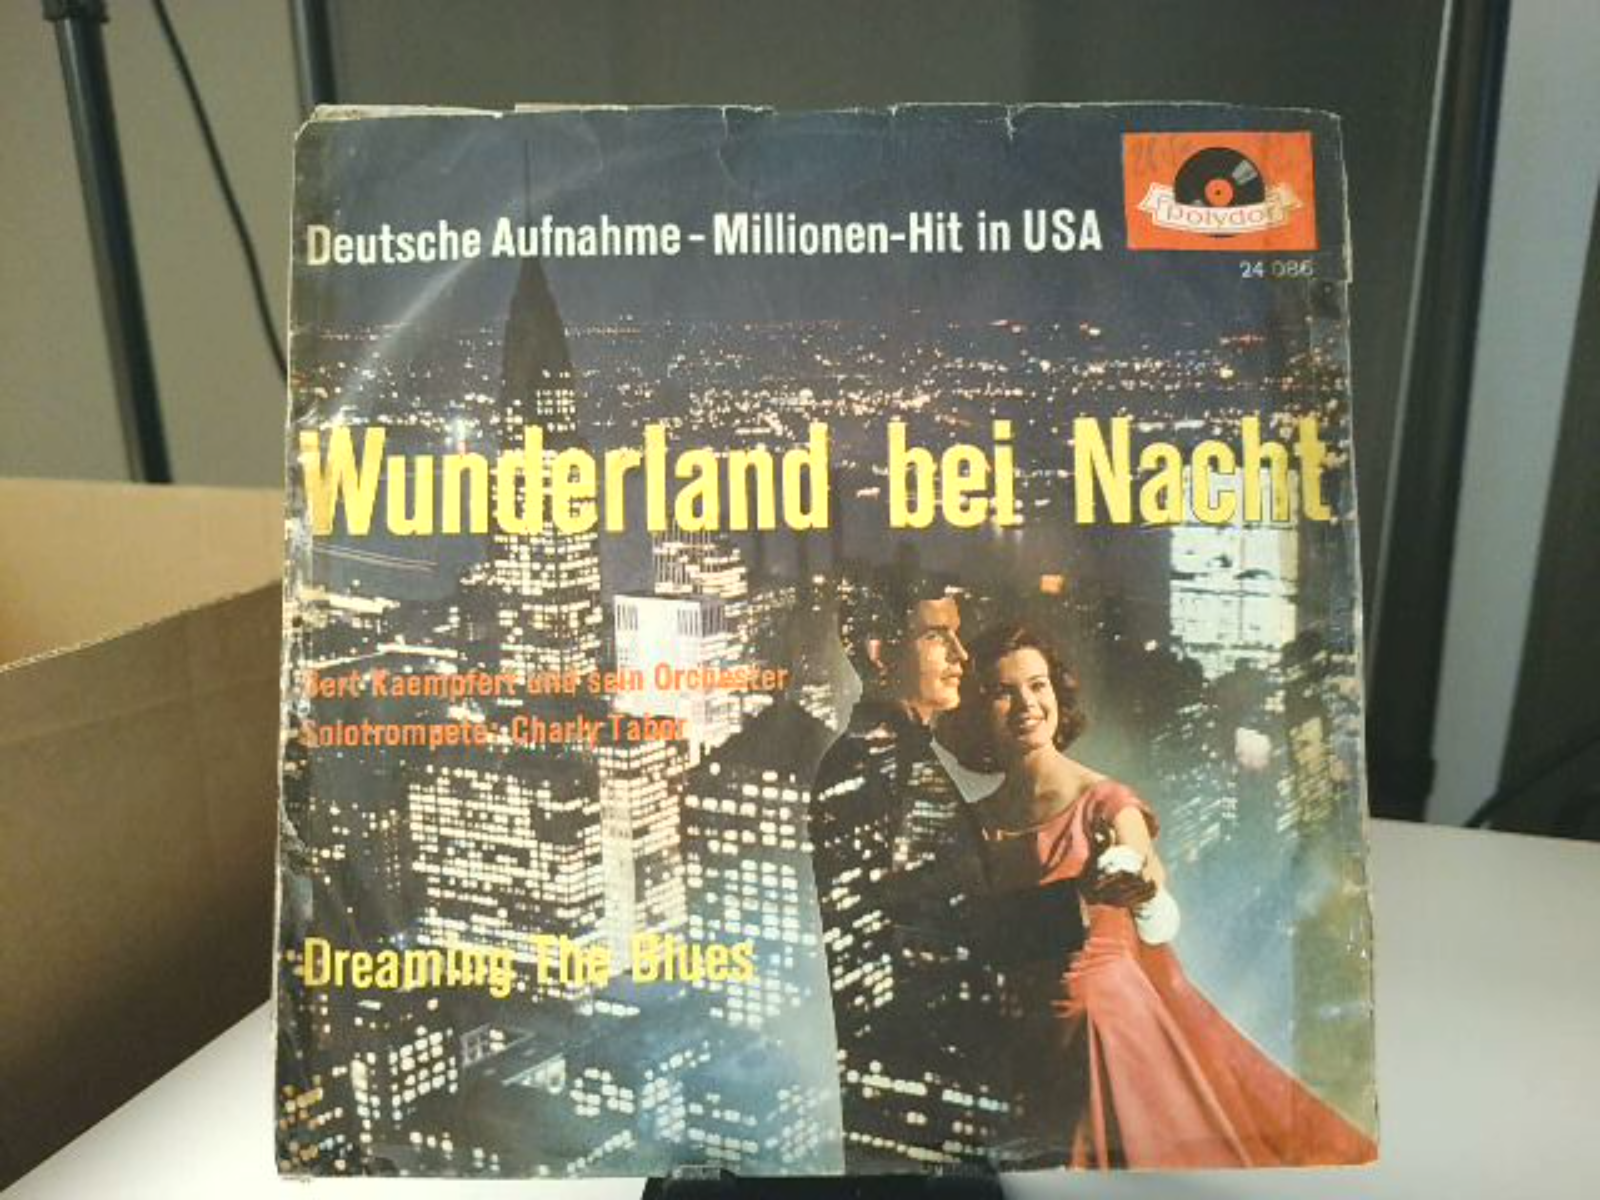 Deutsche Aufnahme - Millionen-Hit in USA
polydor
24 086
Wunderland bei Nacht
Bert Kaempfert und sein Orchester
Solotrompete: Charly Tabor
Dreaming The Blues